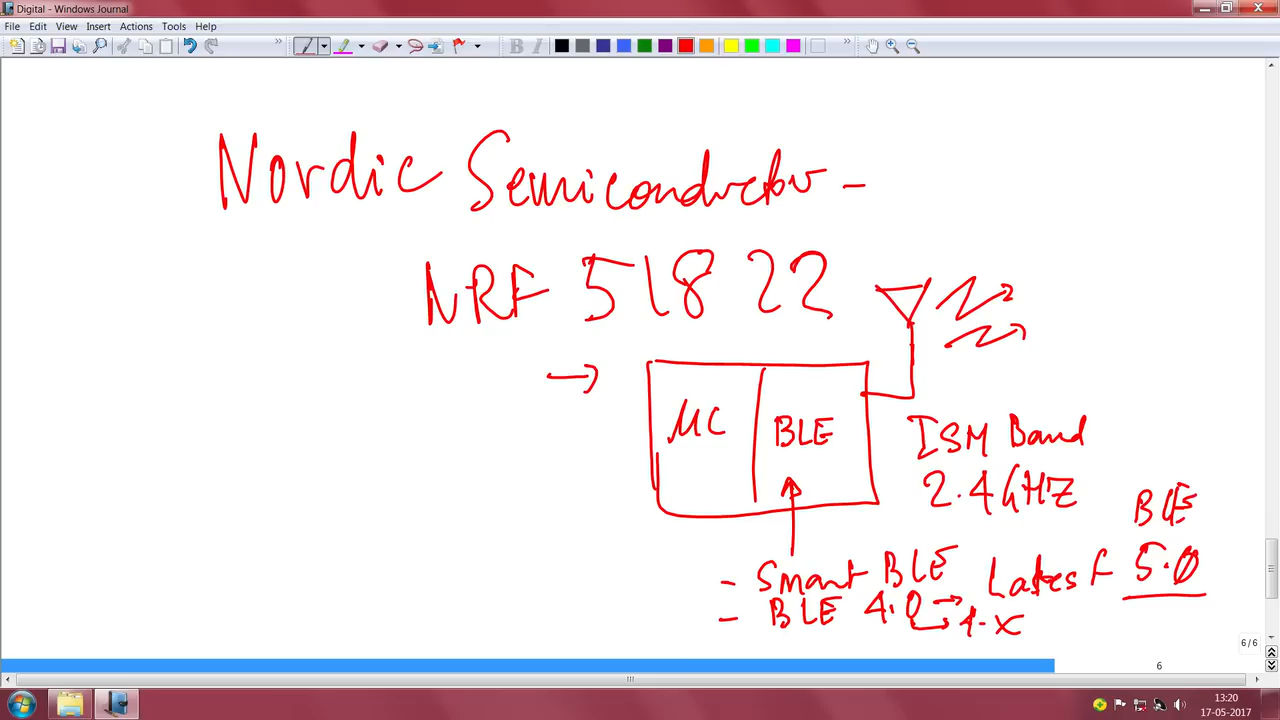 Digital - Windows Journal
File Edit View Insert Actions Tools Help
Nordic Semiconductor -
NRF 51822
→
μC BLE
ISM Band
2.4GHZ
BLE
5.0
- Smart BLE Latest
- BLE 4.0 → 4.x
6/6
6
13:20
17-05-2017